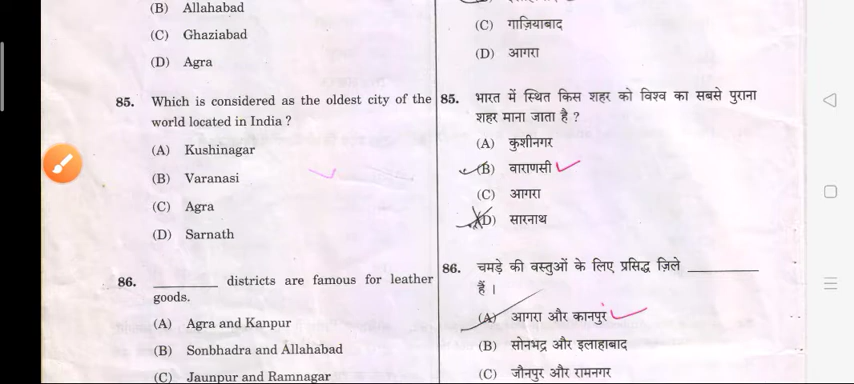 (B) Allahabad
(C) Ghaziabad
(D) Agra
85. Which is considered as the oldest city of the
world located in India ?
(A) Kushinagar
(B) Varanasi
(C) Agra
(D) Sarnath
86. ________ districts are famous for leather
goods.
(A) Agra and Kanpur
(B) Sonbhadra and Allahabad
(C) Jaunpur and Ramnagar
(C) गाज़ियाबाद
(D) आगरा
85. भारत में स्थित किस शहर को विश्व का सबसे पुराना
शहर माना जाता है ?
(A) कुशीनगर
(B) वाराणसी
(C) आगरा
(D) सारनाथ
86. चमड़े की वस्तुओं के लिए प्रसिद्ध ज़िले ________
हैं ।
(A) आगरा और कानपुर
(B) सोनभद्र और इलाहाबाद
(C) जौनपुर और रामनगर